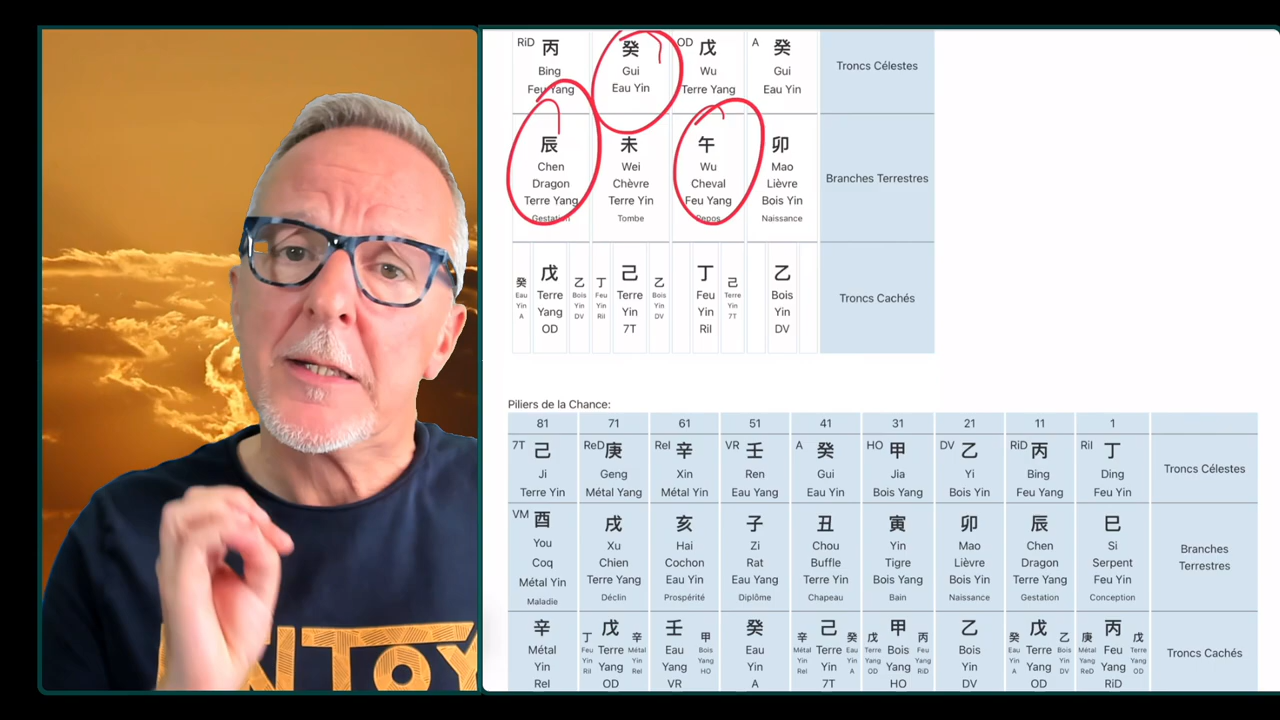 RiD 丙 癸 OD 戊 A 癸
Bing Gui Wu Gui
Feu Yang Eau Yin Terre Yang Eau Yin
Troncs Célestes
辰 未 午 卯
Chen Wei Wu Mao
Dragon Chèvre Cheval Lièvre
Terre Yang Terre Yin Feu Yang Bois Yin
Gestation Tombe Repos Naissance
Branches Terrestres
癸 戊 乙 丁 己 乙 丁 己 乙
Eau Terre Bois Feu Terre Bois Feu Terre Bois
Yin Yang Yin Yin Yin Yin Yin Yin Yin
A OD DV RiI 7T DV RiI 7T DV
Troncs Cachés
Piliers de la Chance:
81 71 61 51 41 31 21 11 1
7T 己 ReD 庚 ReI 辛 VR 壬 A 癸 HO 甲 DV 乙 RiD 丙 RiI 丁
Ji Geng Xin Ren Gui Jia Yi Bing Ding
Terre Yin Métal Yang Métal Yin Eau Yang Eau Yin Bois Yang Bois Yin Feu Yang Feu Yin
Troncs Célestes
VM 酉 戌 亥 子 丑 寅 卯 辰 巳
You Xu Hai Zi Chou Yin Mao Chen Si
Coq Chien Cochon Rat Buffle Tigre Lièvre Dragon Serpent
Métal Yin Terre Yang Eau Yin Eau Yang Terre Yin Bois Yang Bois Yin Terre Yang Feu Yin
Maladie Déclin Prospérité Diplôme Chapeau Bain Naissance Gestation Conception
Branches
Terrestres
辛 丁 戊 辛 壬 甲 癸 辛 己 癸 戊 甲 丙 乙 癸 戊 乙 庚 丙 戊
Métal Feu Terre Métal Eau Bois Eau Métal Terre Eau Terre Bois Feu Bois Eau Terre Bois Métal Feu Terre
Yin Yin Yang Yin Yang Yang Yin Yin Yin Yin Yang Yang Yang Yin Yin Yang Yin Yang Yang Yang
ReI RiI OD ReI VR HO A ReI 7T A OD HO RiD DV A OD DV ReD RiD OD
Troncs Cachés